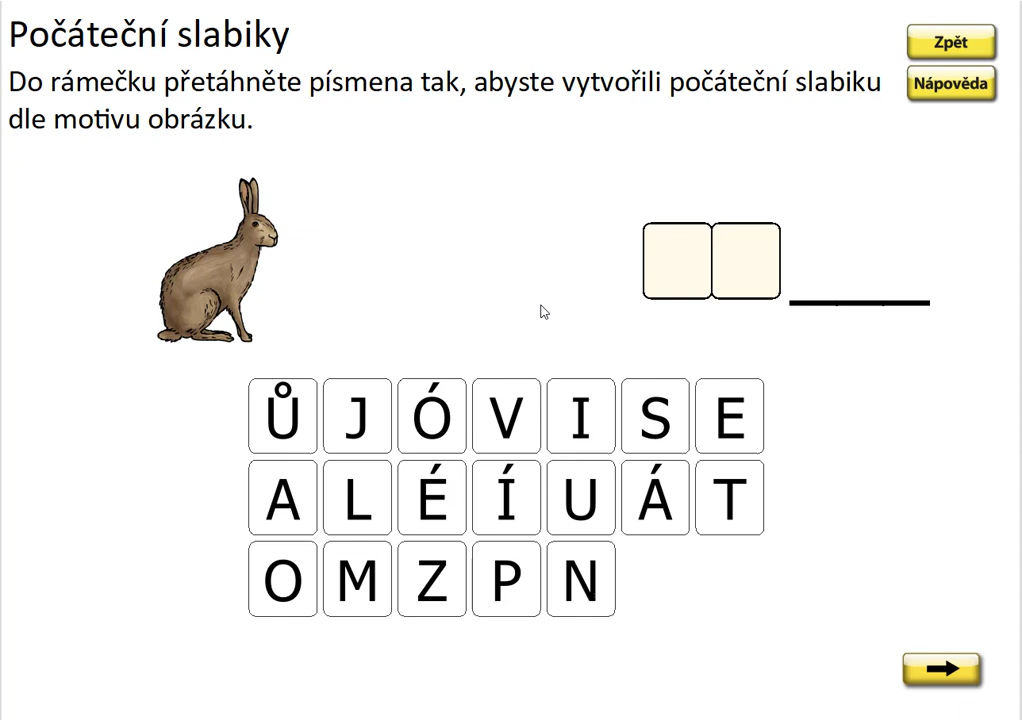 Počáteční slabiky
Zpět
Do rámečku přetáhněte písmena tak, abyste vytvořili počáteční slabiku
Nápověda
dle motivu obrázku.
Ů J Ó V I S E
A L É Í U Á T
O M Z P N